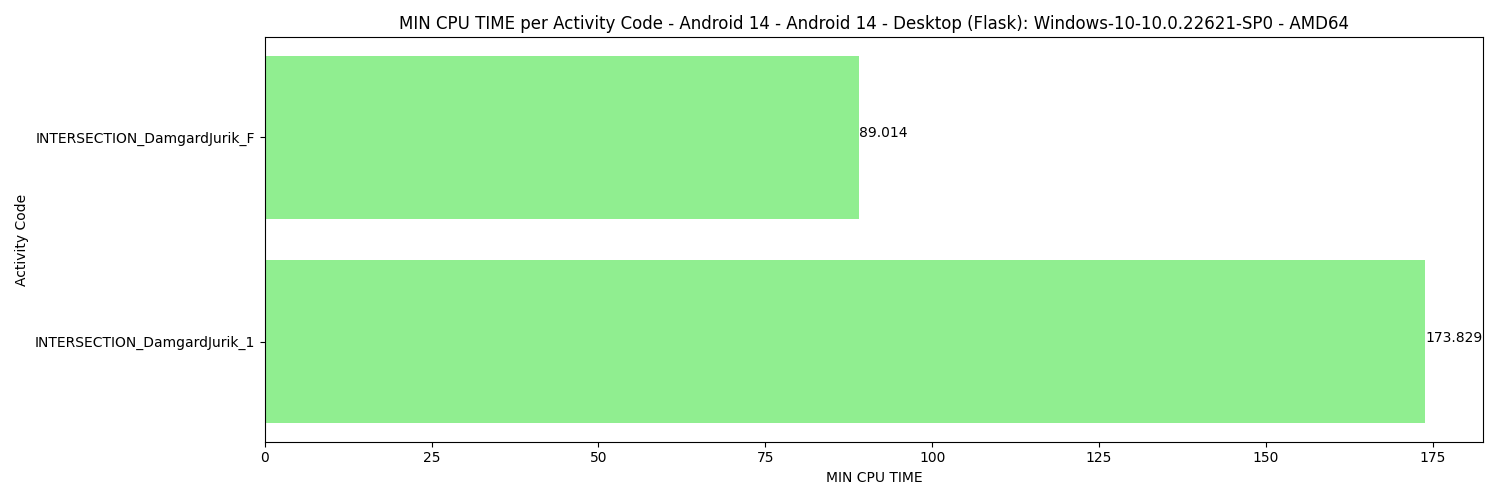 MIN CPU TIME per Activity Code - Android 14 - Android 14 - Desktop (Flask): Windows-10-10.0.22621-SP0 - AMD64
INTERSECTION_DamgardJurik_F
89.014
Activity Code
INTERSECTION_DamgardJurik_1
173.829
0 25 50 75 100 125 150 175
MIN CPU TIME